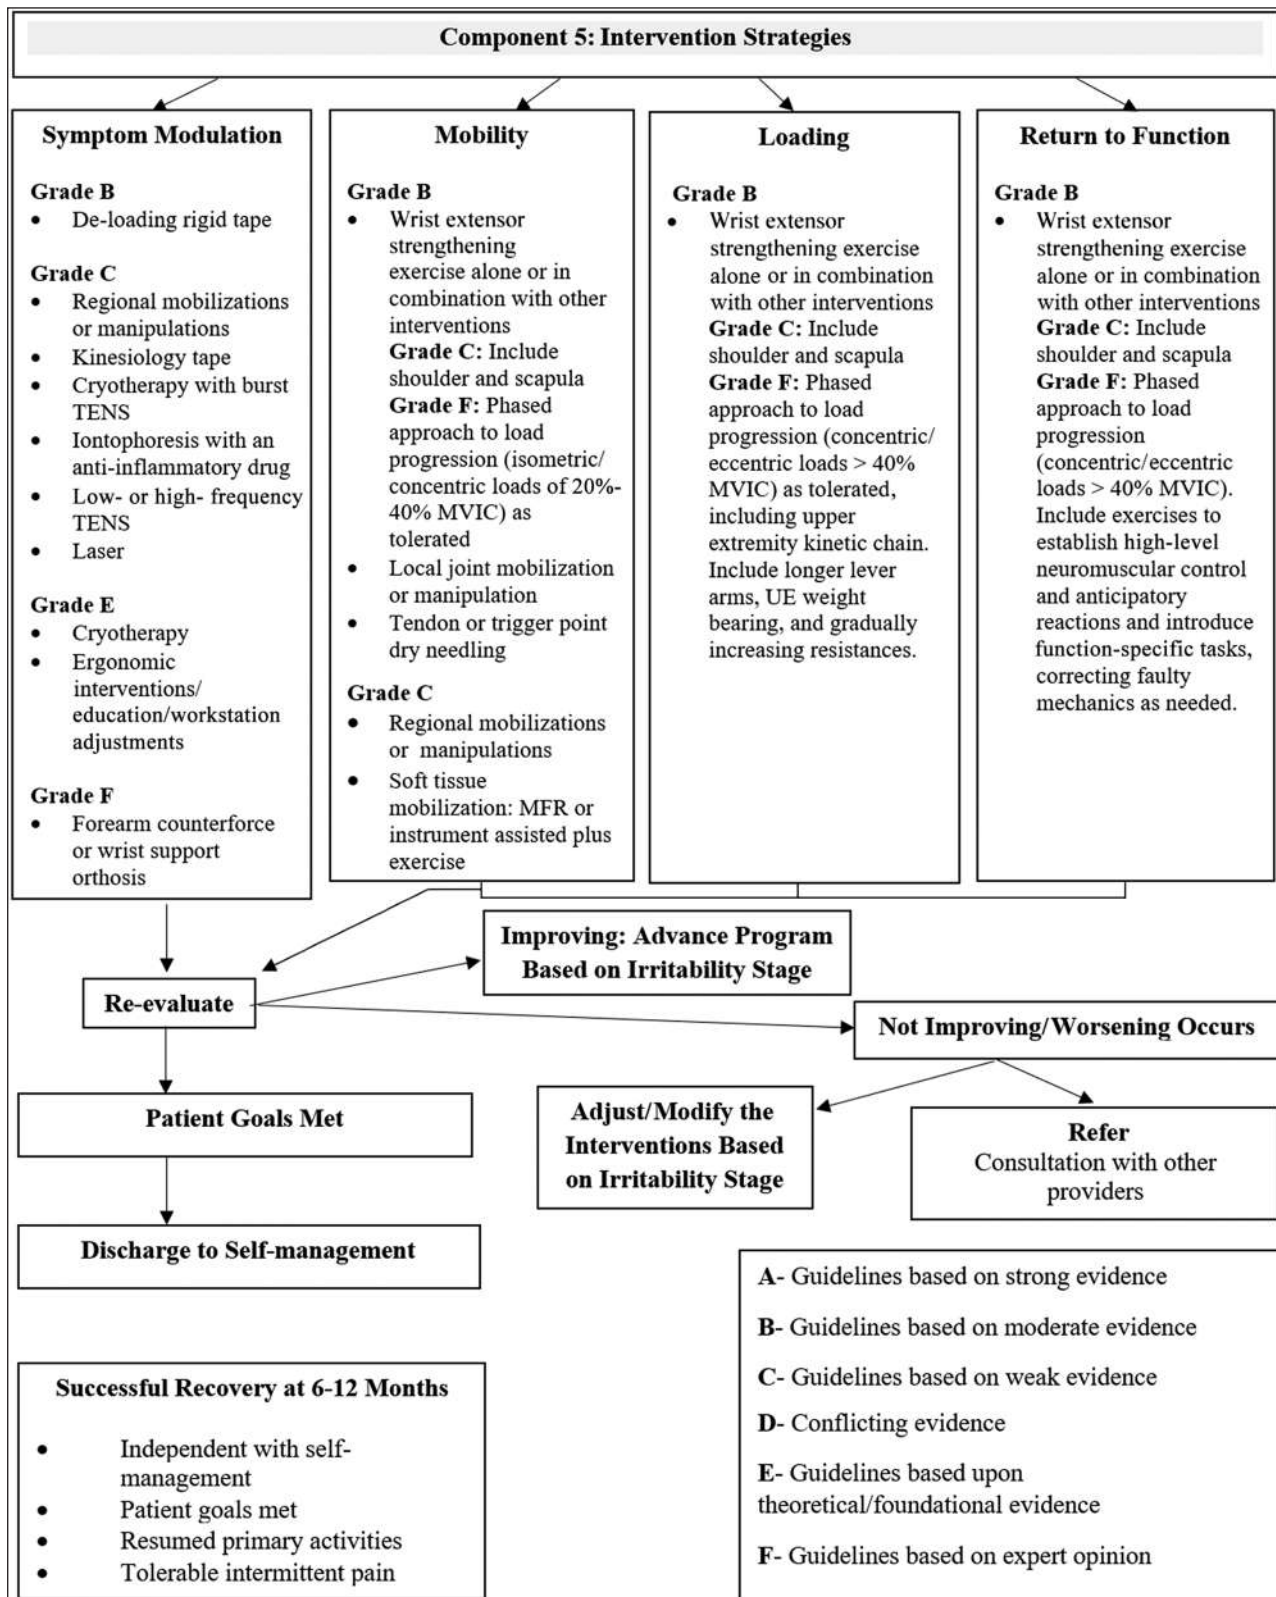 Component 5: Intervention Strategies
Symptom Modulation
Grade B
• De-loading rigid tape
Grade C
• Regional mobilizations
or manipulations
• Kinesiology tape
• Cryotherapy with burst
TENS
• Iontophoresis with an
anti-inflammatory drug
• Low- or high- frequency
TENS
• Laser
Grade E
• Cryotherapy
• Ergonomic
interventions/
education/workstation
adjustments
Grade F
• Forearm counterforce
or wrist support
orthosis
Mobility
Grade B
• Wrist extensor
strengthening
exercise alone or in
combination with other
interventions
Grade C: Include
shoulder and scapula
Grade F: Phased
approach to load
progression (isometric/
concentric loads of 20%-
40% MVIC) as
tolerated
• Local joint mobilization
or manipulation
• Tendon or trigger point
dry needling
Grade C
• Regional mobilizations
or manipulations
• Soft tissue
mobilization: MFR or
instrument assisted plus
exercise
Loading
Grade B
• Wrist extensor
strengthening exercise
alone or in combination
with other interventions
Grade C: Include
shoulder and scapula
Grade F: Phased
approach to load
progression (concentric/
eccentric loads > 40%
MVIC) as tolerated,
including upper
extremity kinetic chain.
Include longer lever
arms, UE weight
bearing, and gradually
increasing resistances.
Return to Function
Grade B
• Wrist extensor
strengthening exercise
alone or in combination
with other interventions
Grade C: Include
shoulder and scapula
Grade F: Phased
approach to load
progression
(concentric/eccentric
loads > 40% MVIC).
Include exercises to
establish high-level
neuromuscular control
and anticipatory
reactions and introduce
function-specific tasks,
correcting faulty
mechanics as needed.
Improving: Advance Program
Based on Irritability Stage
Re-evaluate
Not Improving/Worsening Occurs
Patient Goals Met
Adjust/Modify the
Interventions Based
on Irritability Stage
Refer
Consultation with other
providers
Discharge to Self-management
Successful Recovery at 6-12 Months
• Independent with self-
management
• Patient goals met
• Resumed primary activities
• Tolerable intermittent pain
A- Guidelines based on strong evidence
B- Guidelines based on moderate evidence
C- Guidelines based on weak evidence
D- Conflicting evidence
E- Guidelines based upon
theoretical/foundational evidence
F- Guidelines based on expert opinion